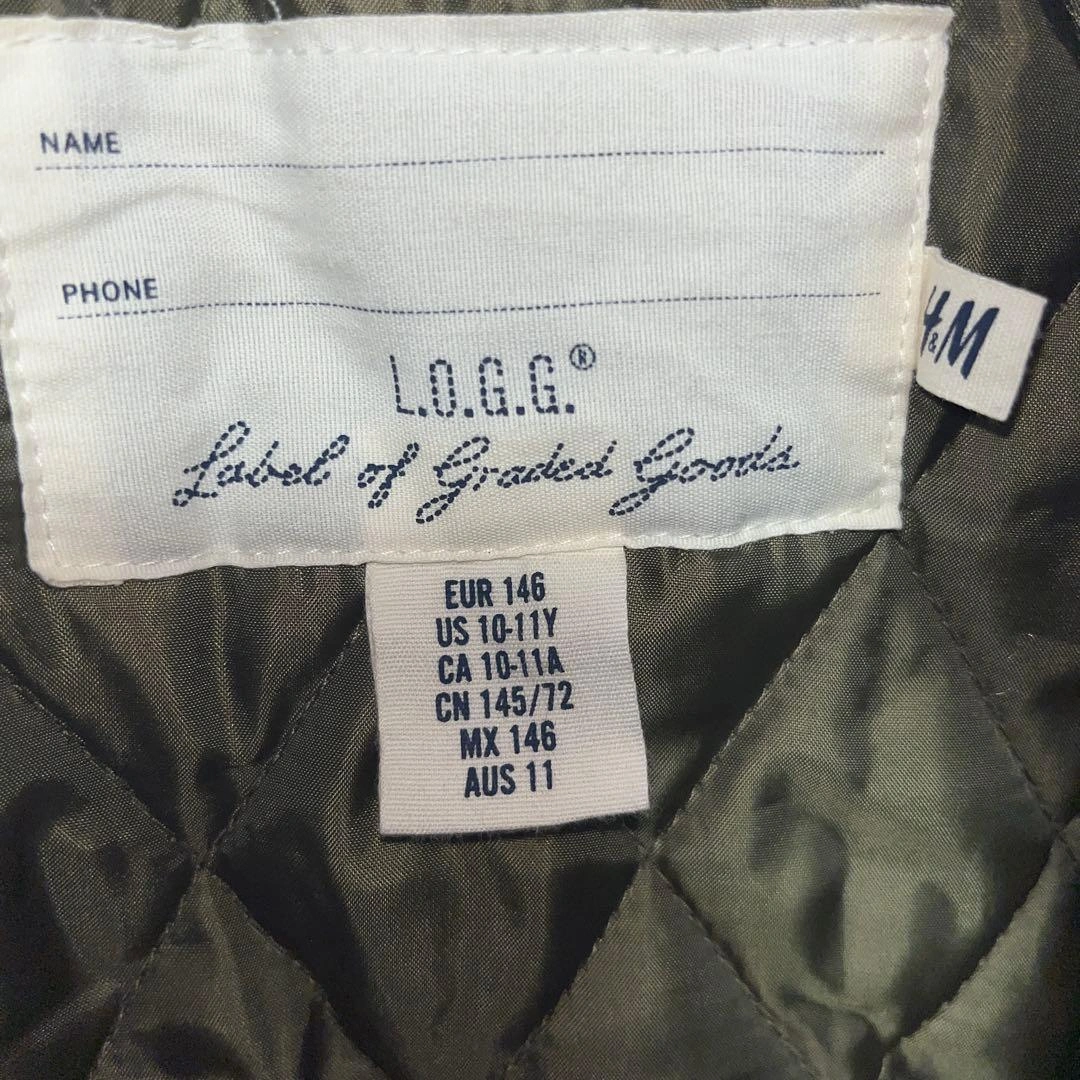 NAME
PHONE
L.O.G.G.®
Label of Graded Goods
H&M
EUR 146
US 10-11Y
CA 10-11A
CN 145/72
MX 146
AUS 11